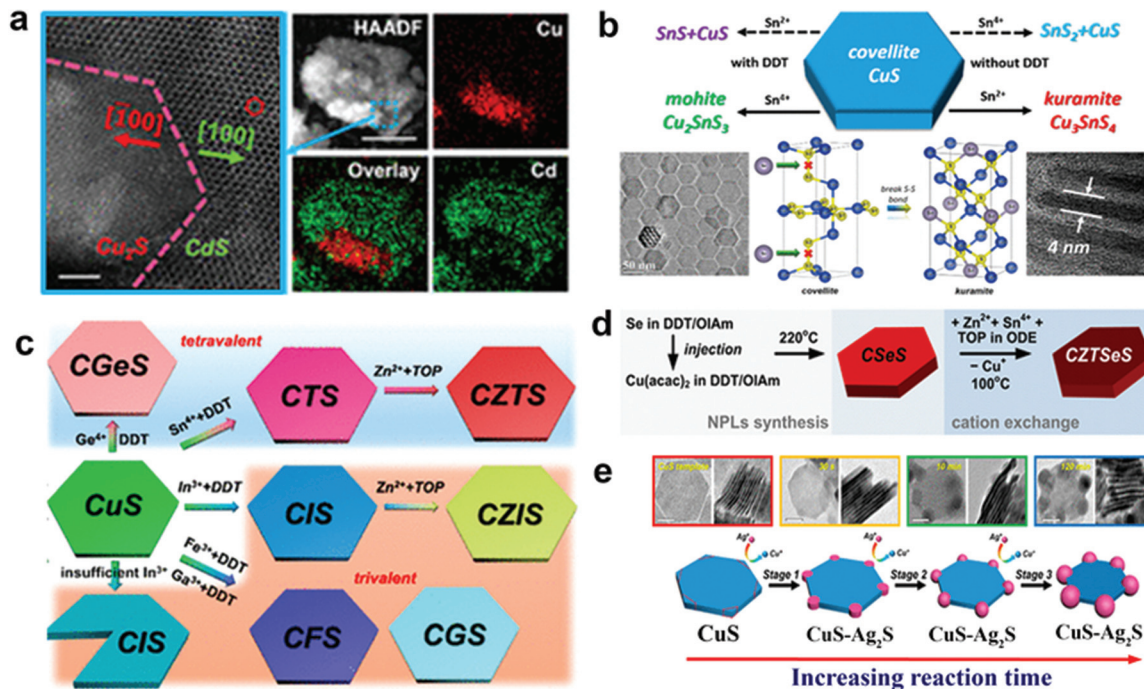 a
[1̄00]
[100]
Cu₂S
CdS
HAADF
Cu
Overlay
Cd
b
SnS+CuS
Sn²⁺
with DDT
mohite
Cu₂SnS₃
Sn⁴⁺
covellite
CuS
Sn⁴⁺
SnS₂+CuS
without DDT
Sn²⁺
kuramite
Cu₃SnS₄
50 nm
break S-S
bond
covellite
kuramite
4 nm
c
CGeS
tetravalent
Ge⁴⁺ DDT
Sn⁴⁺+DDT
CTS
Zn²⁺+TOP
CZTS
CuS
In³⁺+DDT
CIS
Zn²⁺+TOP
CZIS
insufficient In³⁺
Fe³⁺+DDT
Ga³⁺+DDT
trivalent
CIS
CFS
CGS
d
Se in DDT/OlAm
injection
Cu(acac)₂ in DDT/OlAm
220°C
NPLs synthesis
CSeS
+ Zn²⁺+ Sn⁴⁺ +
TOP in ODE
− Cu⁺
100°C
cation exchange
CZTSeS
e
CuS template
30 s
10 min
120 min
Ag⁺
Cu⁺
Stage 1
Ag⁺
Cu⁺
Stage 2
Ag⁺
Cu⁺
Stage 3
CuS
CuS-Ag₂S
CuS-Ag₂S
CuS-Ag₂S
Increasing reaction time